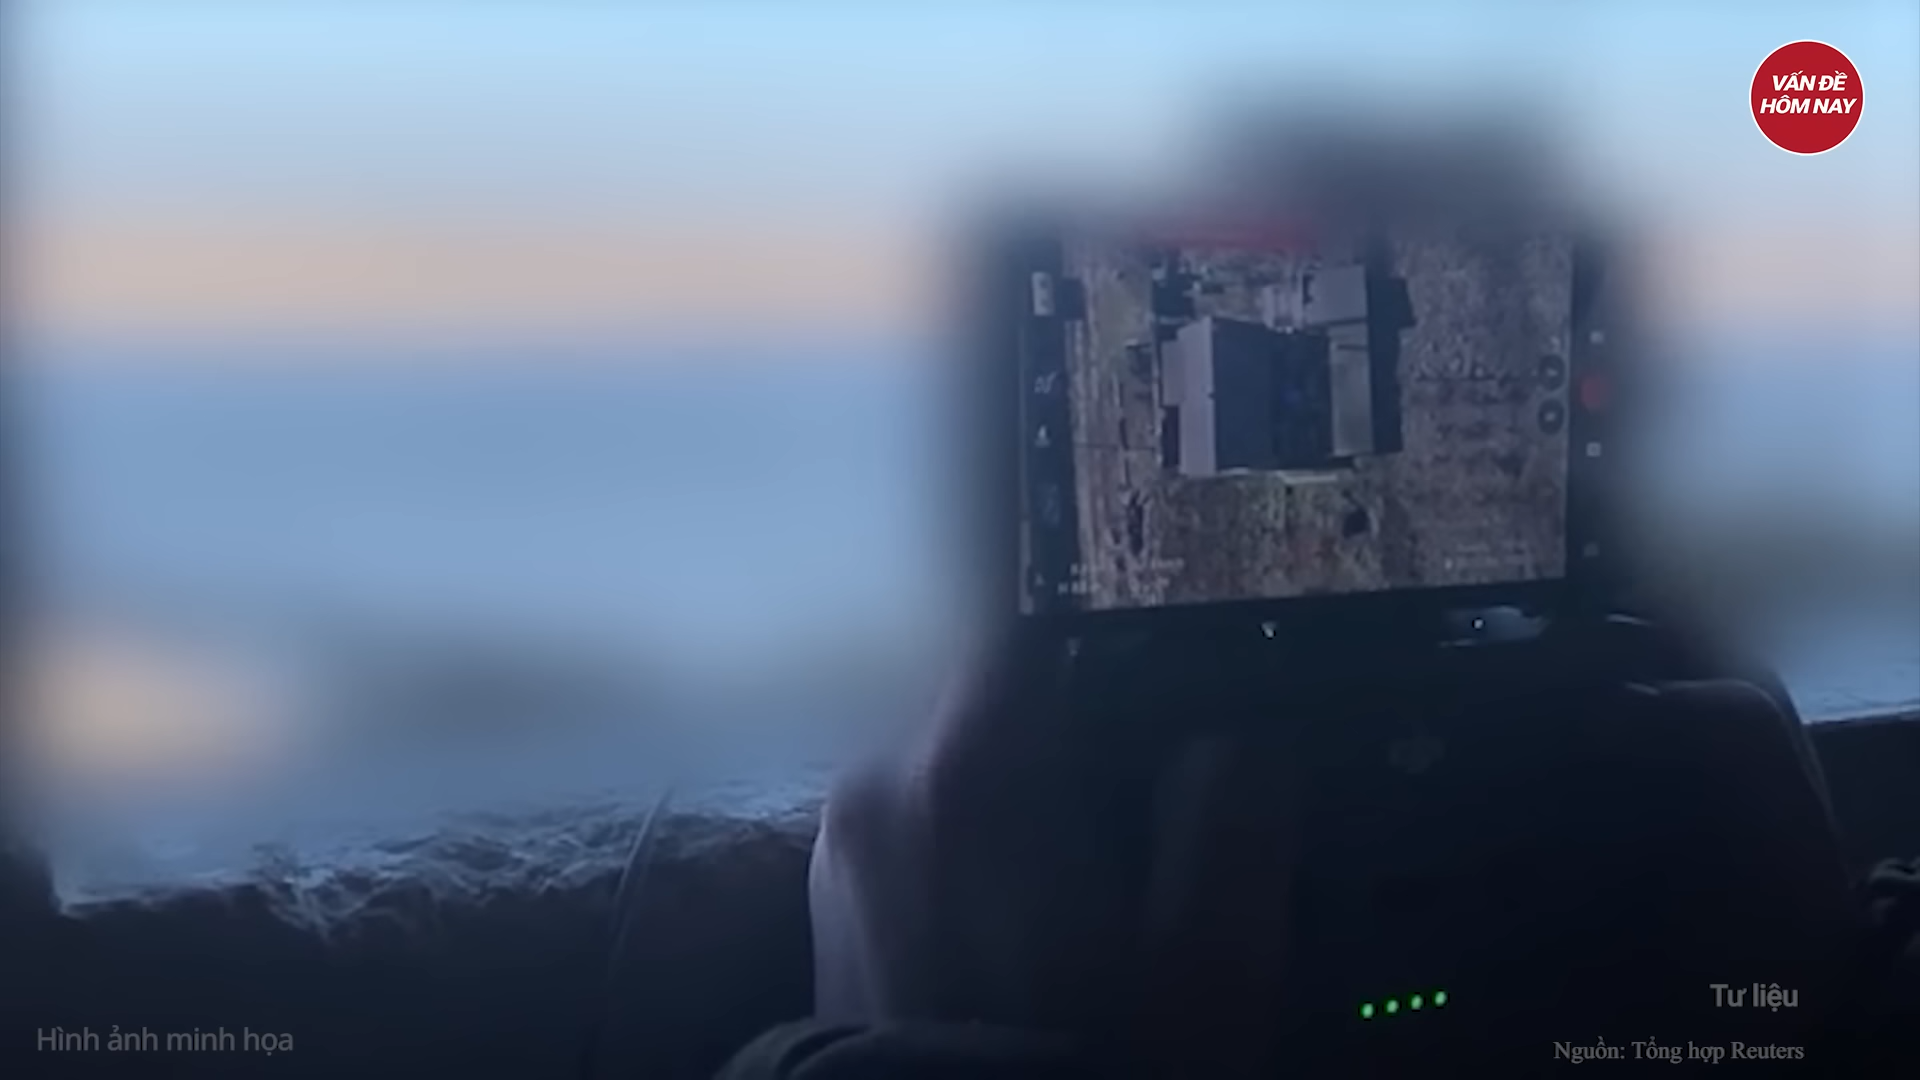 VẤN ĐỀ
HÔM NAY
Tư liệu
Hình ảnh minh họa
Nguồn: Tổng hợp Reuters